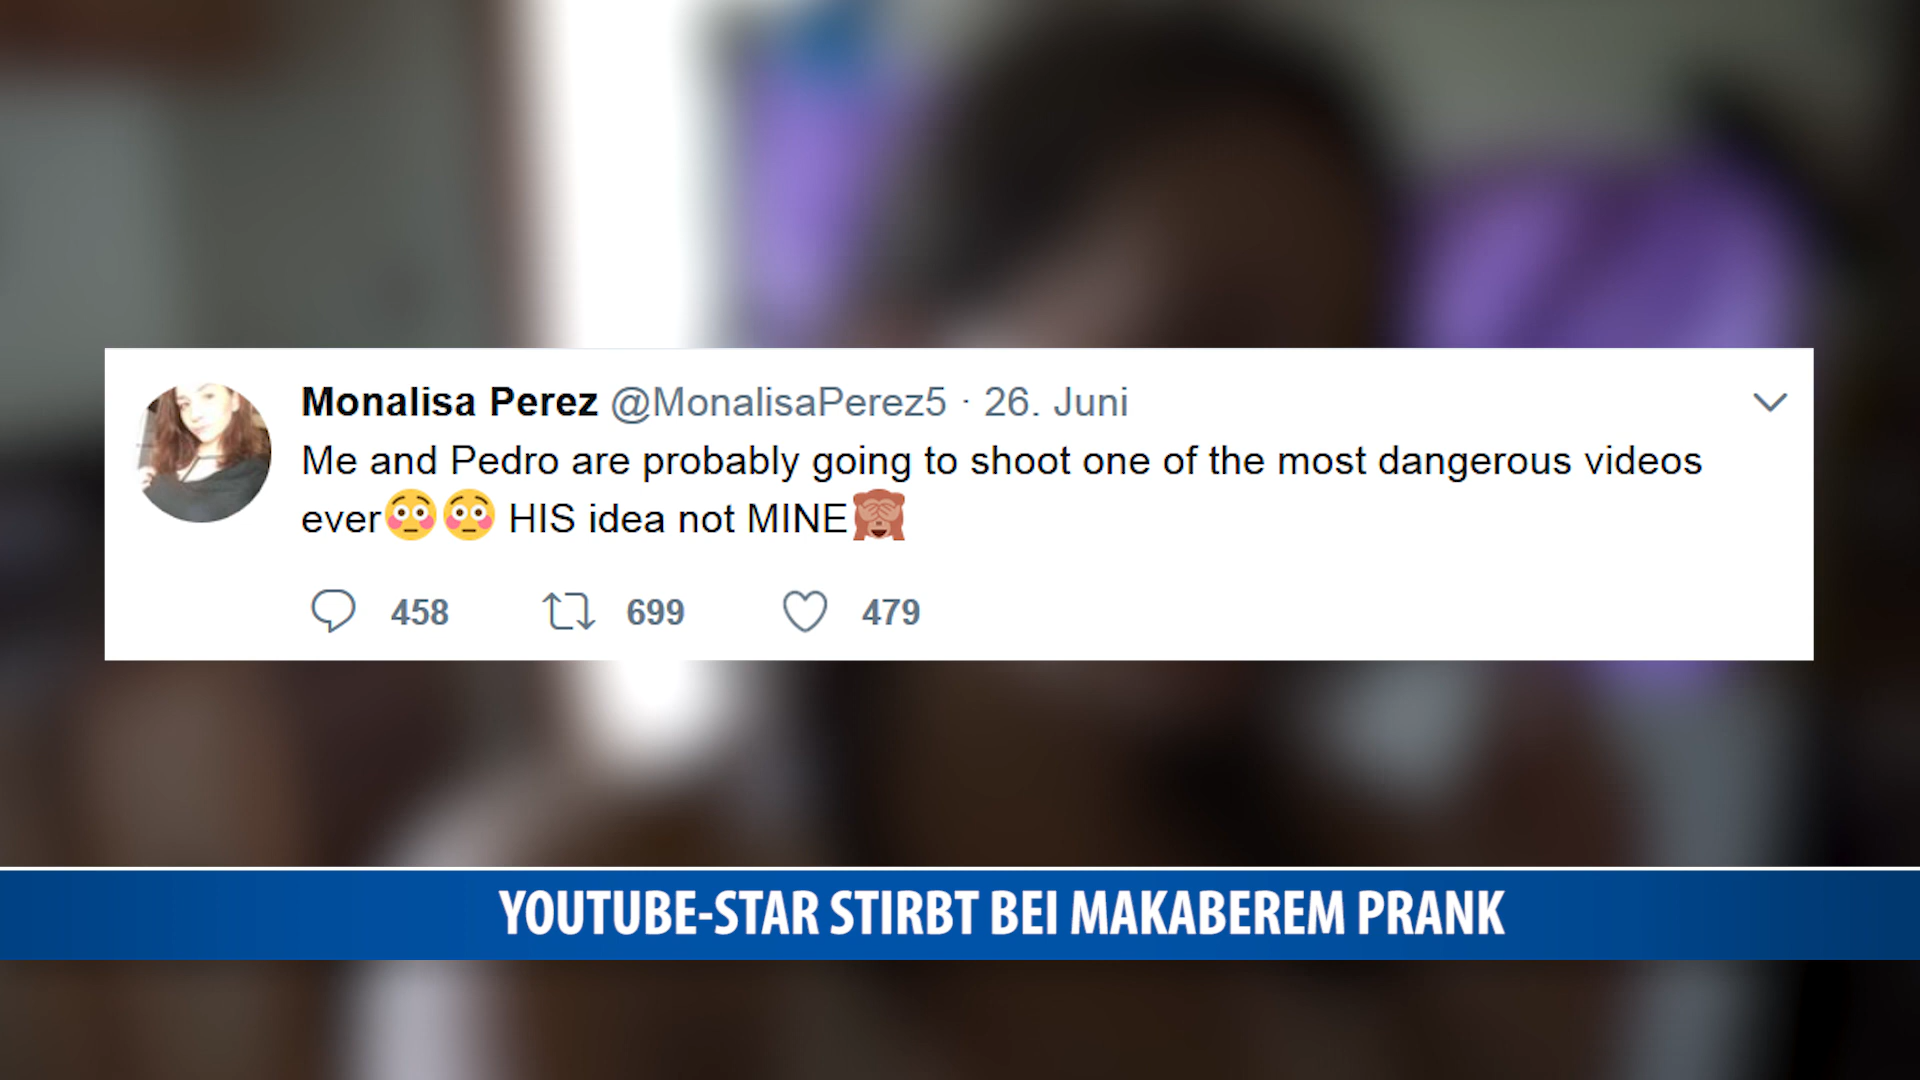 Monalisa Perez @MonalisaPerez5 · 26. Juni
Me and Pedro are probably going to shoot one of the most dangerous videos
ever😳😳 HIS idea not MINE🙈
458 699 479
YOUTUBE-STAR STIRBT BEI MAKABEREM PRANK